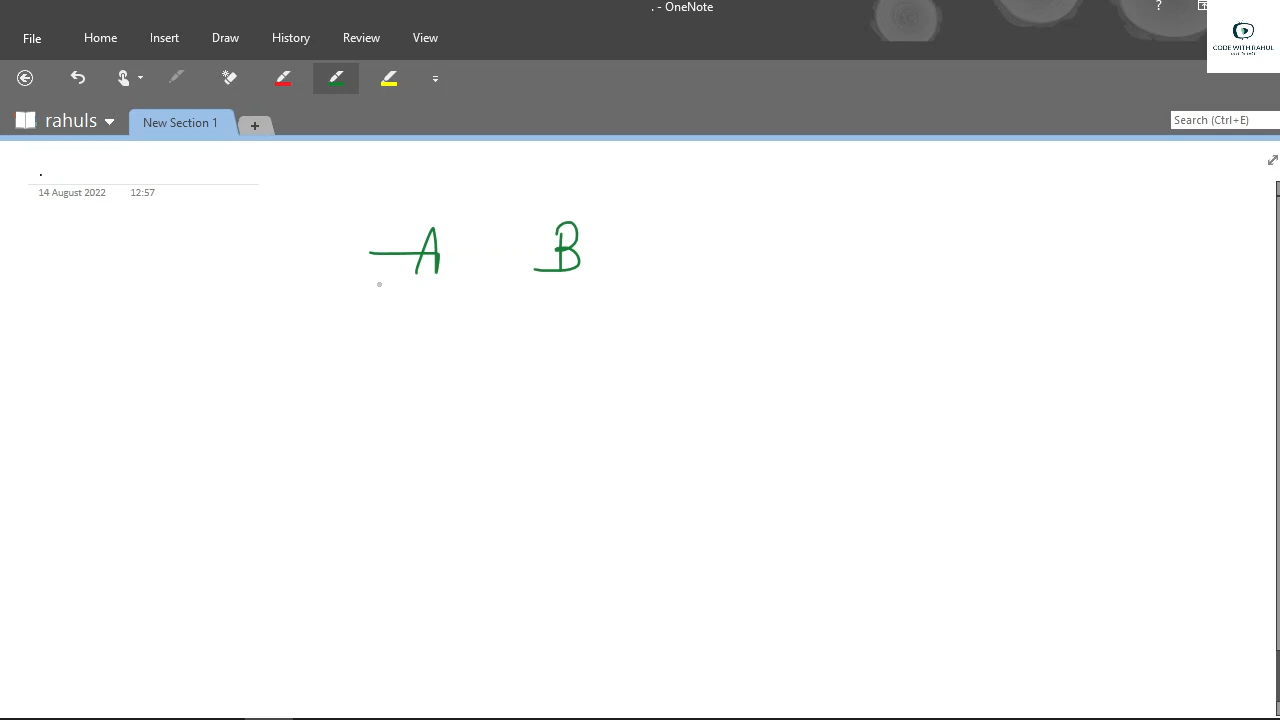 . - OneNote
?
File Home Insert Draw History Review View
CODE WITH RAHUL
rahuls New Section 1 +
Search (Ctrl+E)
.
14 August 2022 12:57
A B